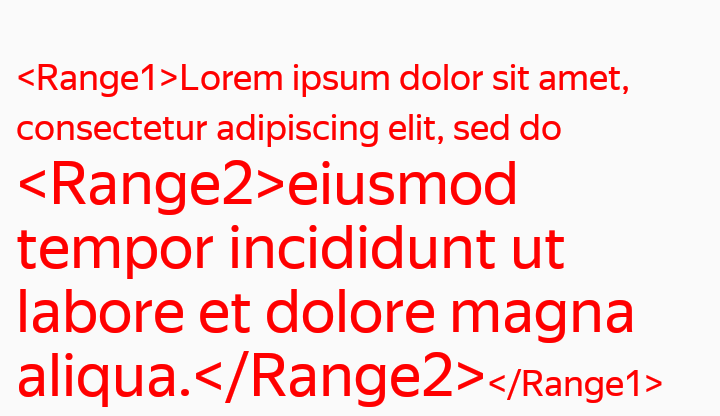 <Range1>Lorem ipsum dolor sit amet,
consectetur adipiscing elit, sed do
<Range2>eiusmod
tempor incididunt ut
labore et dolore magna
aliqua.</Range2></Range1>